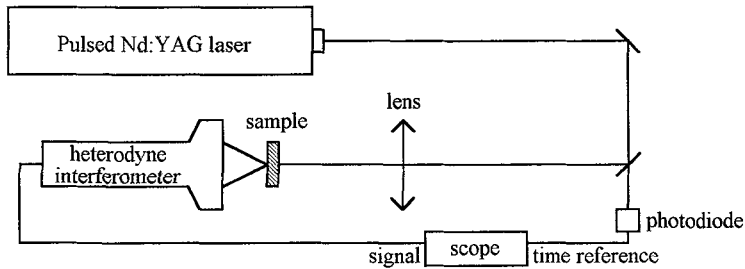 Pulsed Nd:YAG laser
lens
sample
heterodyne
interferometer
photodiode
signal
scope
time reference